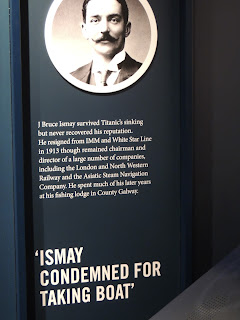 J Bruce Ismay survived Titanic's sinking
but never recovered his reputation.
He resigned from IMM and White Star Line
in 1913 though remained chairman and
director of a large number of companies,
including the London and North Western
Railway and the Asiatic Steam Navigation
Company. He spent much of his later years
at his fishing lodge in County Galway.
'ISMAY
CONDEMNED FOR
TAKING BOAT'